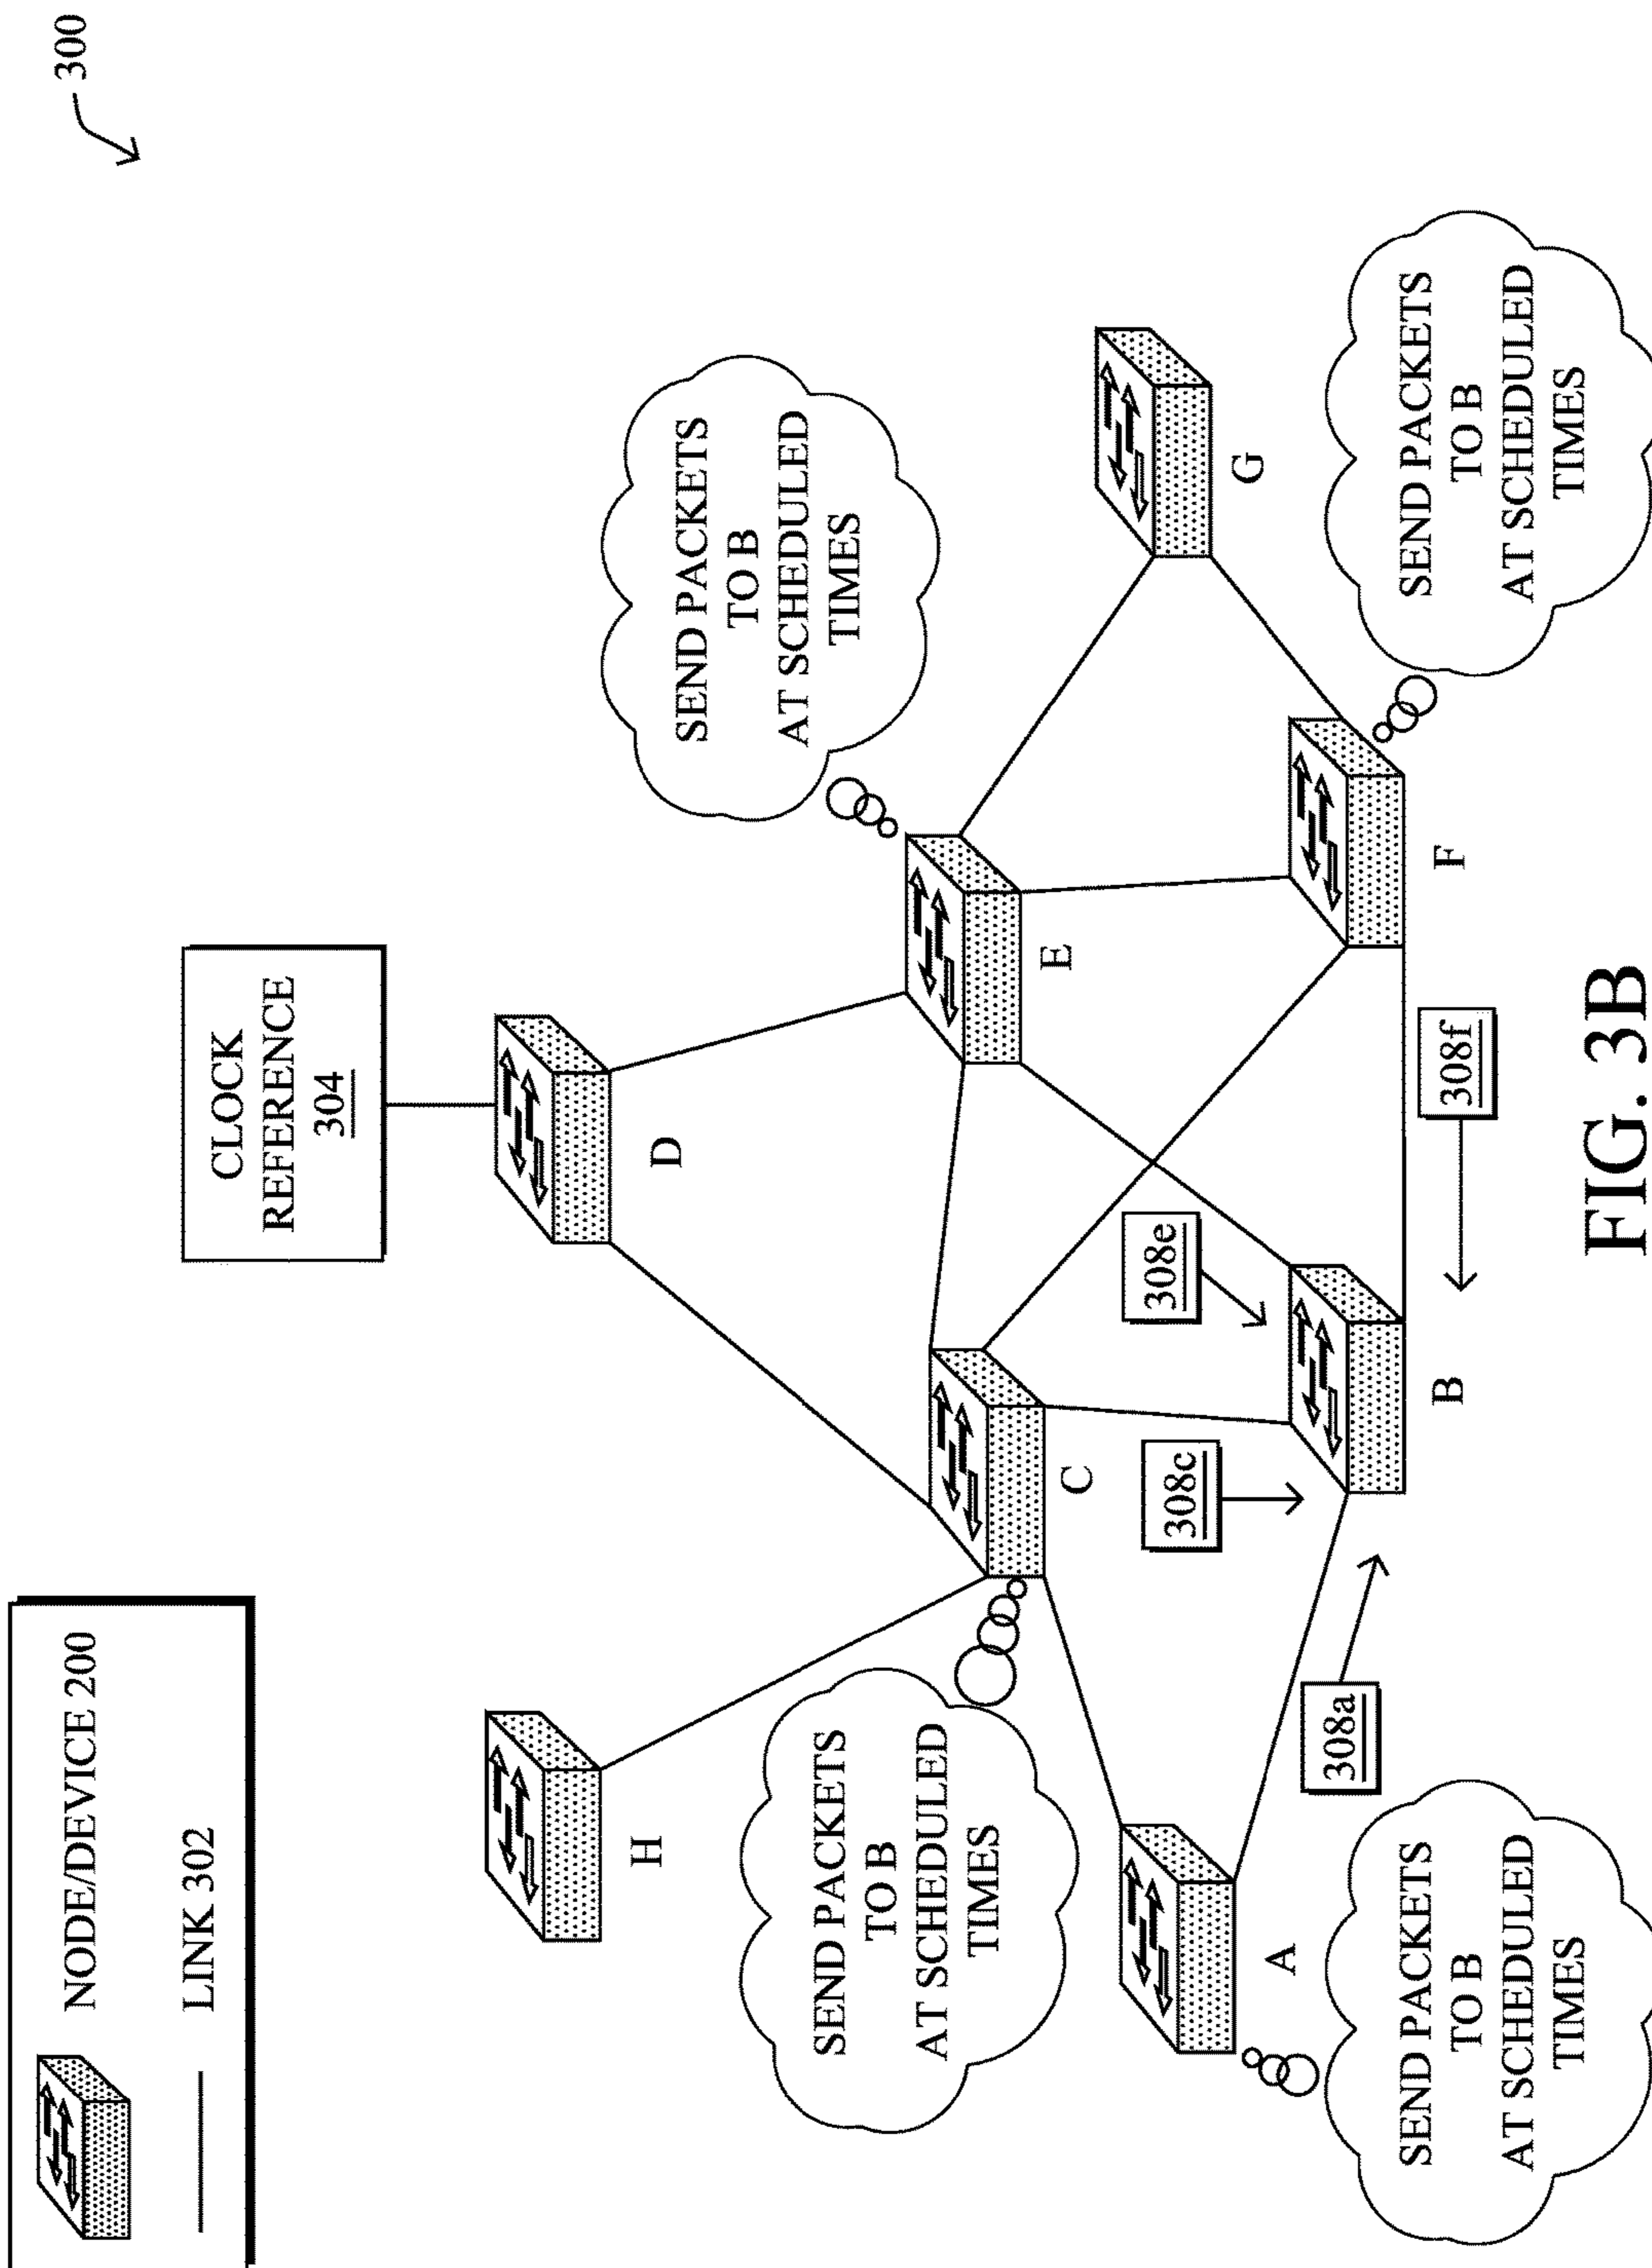 300
NODE/DEVICE 200
LINK 302
CLOCK
REFERENCE
304
H
D
SEND PACKETS
TO B
AT SCHEDULED
TIMES
SEND PACKETS
TO B
AT SCHEDULED
TIMES
C
E
G
A
308c
308e
308a
B
F
308f
SEND PACKETS
TO B
AT SCHEDULED
TIMES
SEND PACKETS
TO B
AT SCHEDULED
TIMES
FIG. 3B